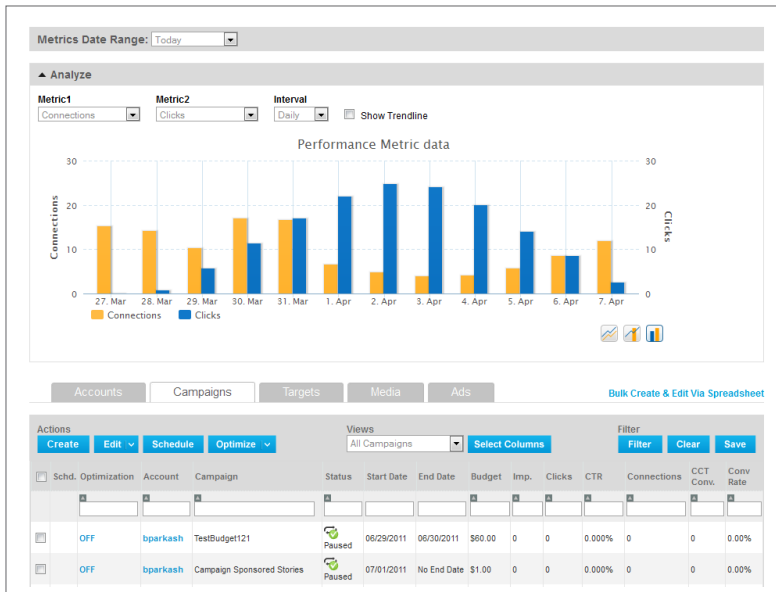 Metrics Date Range: Today
Analyze
Metric1 Metric2 Interval
Connections Clicks Daily Show Trendline
Performance Metric data
30 30
20 20
10 10
0 0
Connections
Clicks
27. Mar 28. Mar 29. Mar 30. Mar 31. Mar 1. Apr 2. Apr 3. Apr 4. Apr 5. Apr 6. Apr 7. Apr
Connections Clicks
Accounts Campaigns Targets Media Ads Bulk Create & Edit Via Spreadsheet
Actions Views Filter
Create Edit Schedule Optimize All Campaigns Select Columns Filter Clear Save
Schd. Optimization Account Campaign Status Start Date End Date Budget Imp. Clicks CTR Connections CCT Conv. Conv Rate
OFF bparkash TestBudget121 Paused 06/29/2011 06/30/2011 $60.00 0 0 0.000% 0 0 0.00%
OFF bparkash Campaign Sponsored Stories Paused 07/01/2011 No End Date $1.00 0 0 0.000% 0 0 0.00%